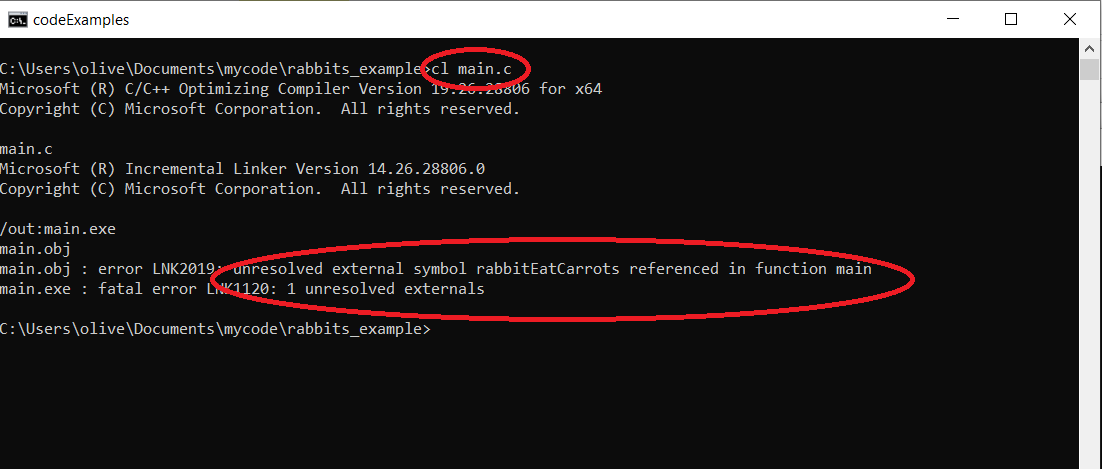 codeExamples
C:\Users\olive\Documents\mycode\rabbits_example>cl main.c
Microsoft (R) C/C++ Optimizing Compiler Version 19.26.28806 for x64
Copyright (C) Microsoft Corporation.  All rights reserved.
main.c
Microsoft (R) Incremental Linker Version 14.26.28806.0
Copyright (C) Microsoft Corporation.  All rights reserved.
/out:main.exe
main.obj
main.obj : error LNK2019: unresolved external symbol rabbitEatCarrots referenced in function main
main.exe : fatal error LNK1120: 1 unresolved externals
C:\Users\olive\Documents\mycode\rabbits_example>